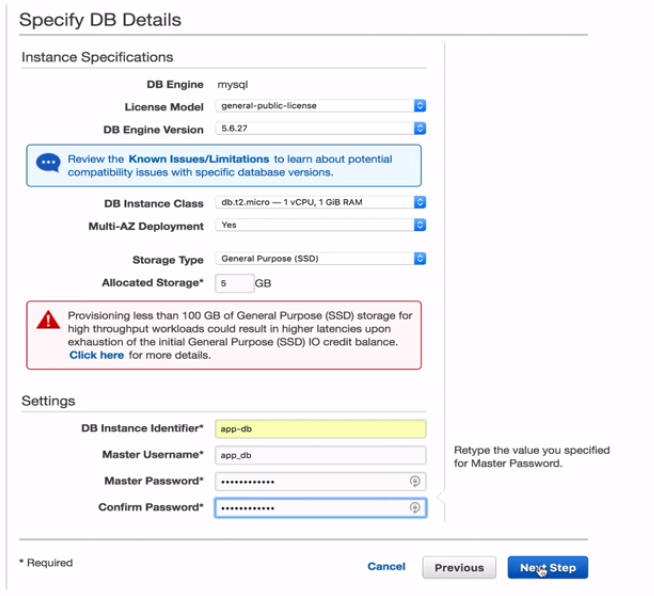 Specify DB Details
Instance Specifications
DB Engine mysql
License Model general-public-license
DB Engine Version 5.6.27
Review the Known Issues/Limitations to learn about potential
compatibility issues with specific database versions.
DB Instance Class db.t2.micro — 1 vCPU, 1 GiB RAM
Multi-AZ Deployment Yes
Storage Type General Purpose (SSD)
Allocated Storage* 5 GB
Provisioning less than 100 GB of General Purpose (SSD) storage for
high throughput workloads could result in higher latencies upon
exhaustion of the initial General Purpose (SSD) IO credit balance.
Click here for more details.
Settings
DB Instance Identifier* app-db
Master Username* app_db
Master Password* ••••••••••••
Confirm Password* ••••••••••••
Retype the value you specified
for Master Password.
* Required
Cancel Previous Next Step